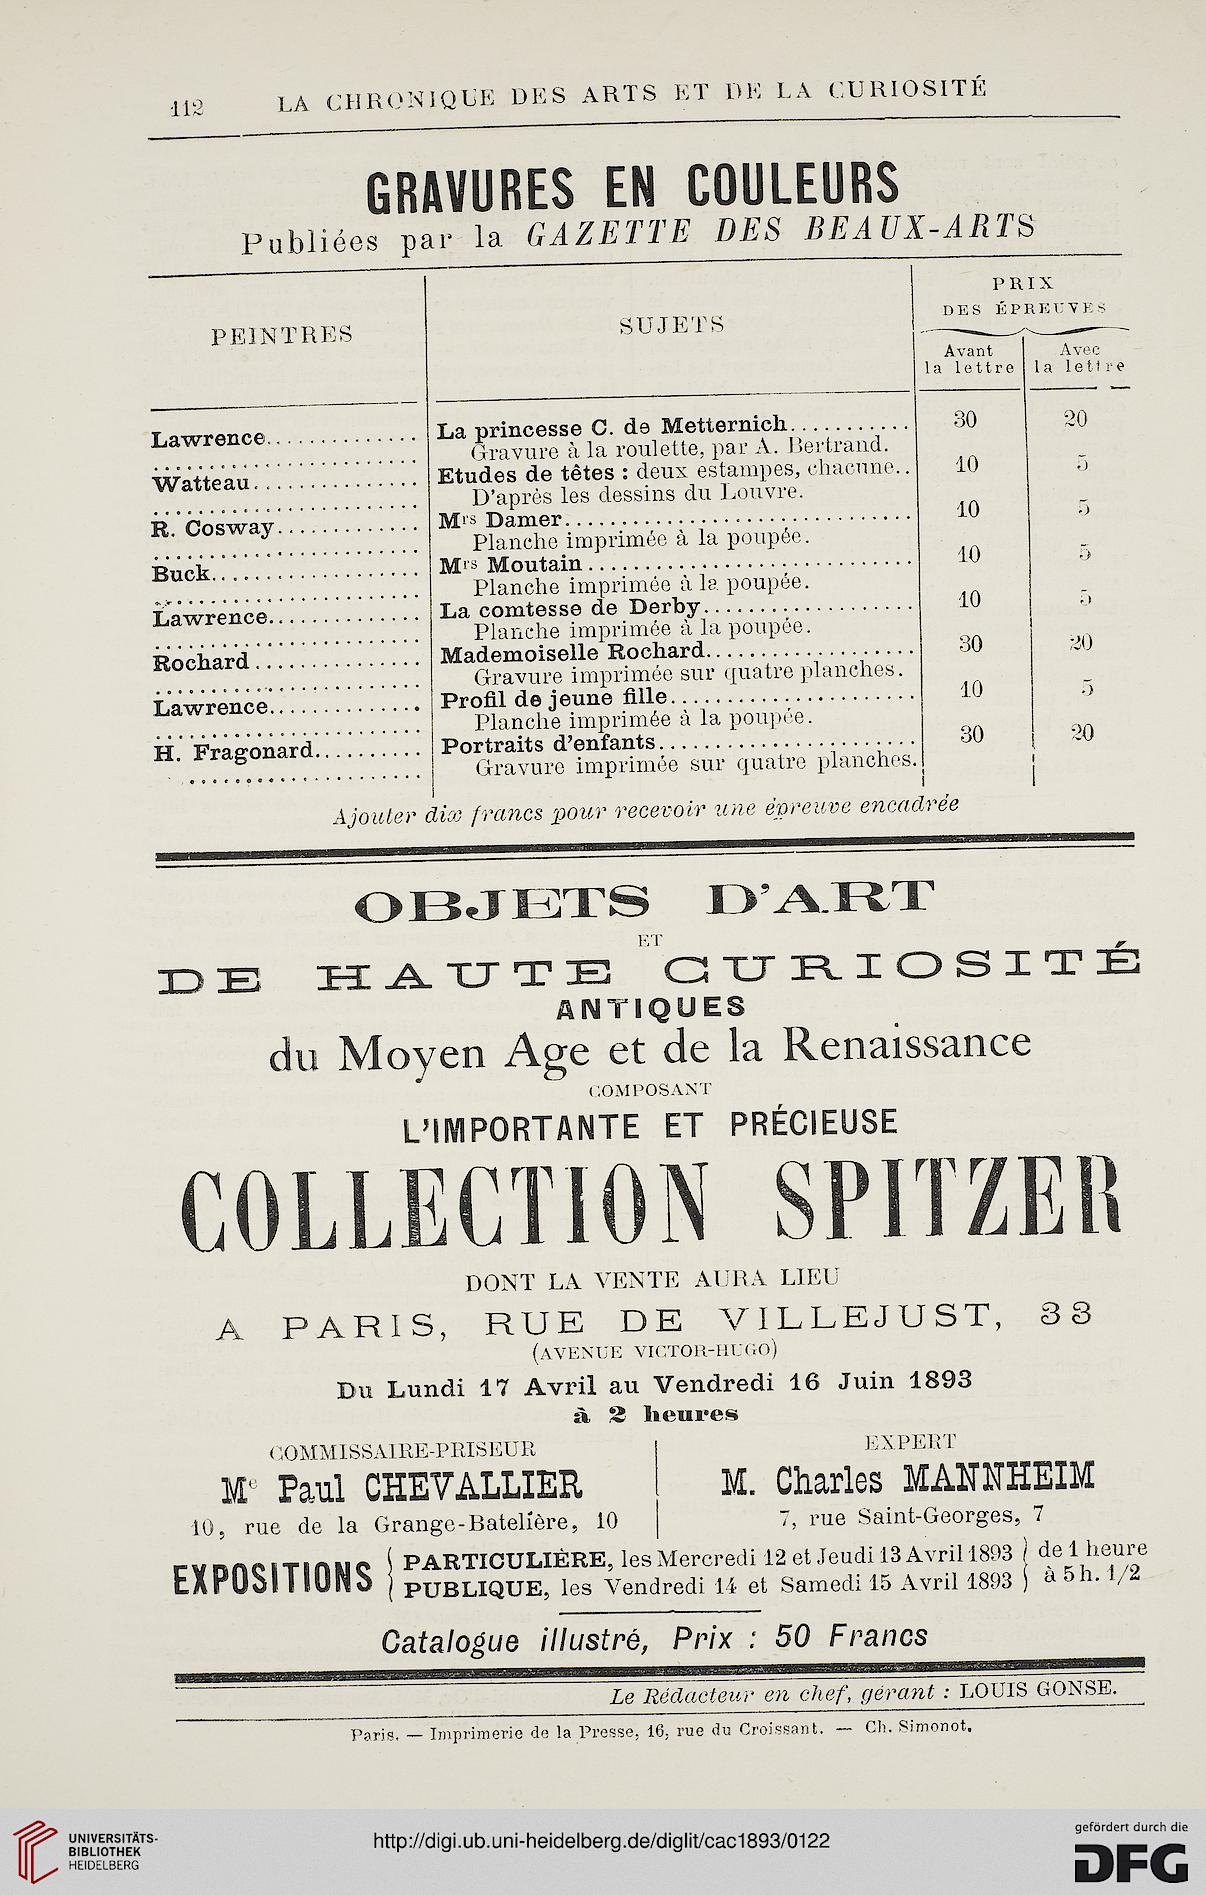 112 LA CHRONIQUE DES ARTS ET DE LA CURIOSITÉ
GRAVURES EN COULEURS
Publiées par la GAZETTE DES BEAUX-ARTS
PEINTRES
SUJETS
PRIX
DES ÉPREUVES
Avant
la lettre
Avec
la lettre
Lawrence.............. La princesse C. de Metternich........... 30 20
Gravure à la roulette, par A. Bertrand.
Watteau............... Etudes de têtes : deux estampes, chacune.. 10 5
D'après les dessins du Louvre.
R. Cosway............. Mrs Damer............................... 10 5
Planche imprimée à la poupée.
Buck................... Mrs Moutain............................. 10 5
Planche imprimée à la poupée.
Lawrence.............. La comtesse de Derby................... 10 5
Planche imprimée à la poupée.
Rochard............... Mademoiselle Rochard................... 30 20
Gravure imprimée sur quatre planches.
Lawrence.............. Profil de jeune fille...................... 10 5
Planche imprimée à la poupée.
H. Fragonard.......... Portraits d'enfants....................... 30 20
Gravure imprimée sur quatre planches.
Ajouter dix francs pour recevoir une épreuve encadrée
OBJETS D'ART
ET
DE HAUTE CURIOSITÉ
ANTIQUES
du Moyen Age et de la Renaissance
COMPOSANT
L'IMPORTANTE ET PRÉCIEUSE
COLLECTION SPITZER
DONT LA VENTE AURA LIEU
A PARIS, RUE DE VILLEJUST, 33
(AVENUE VICTOR-HUGO)
Du Lundi 17 Avril au Vendredi 16 Juin 1893
à 2 heures
COMMISSAIRE-PRISEUR
Me Paul CHEVALLIER
10, rue de la Grange-Batelière, 10
EXPERT
M. Charles MANNHEIM
7, rue Saint-Georges, 7
EXPOSITIONS
PARTICULIÈRE, les Mercredi 12 et Jeudi 13 Avril 1893
PUBLIQUE, les Vendredi 14 et Samedi 15 Avril 1893
de 1 heure
à 5 h. 1/2
Catalogue illustré, Prix : 50 Francs
Le Rédacteur en chef, gérant : LOUIS GONSE.
Paris. — Imprimerie de la Presse, 16, rue du Croissant. — Ch. Simonot.
UNIVERSITÄTS-
BIBLIOTHEK
HEIDELBERG
http://digi.ub.uni-heidelberg.de/diglit/cac1893/0122
gefördert durch die
DFG